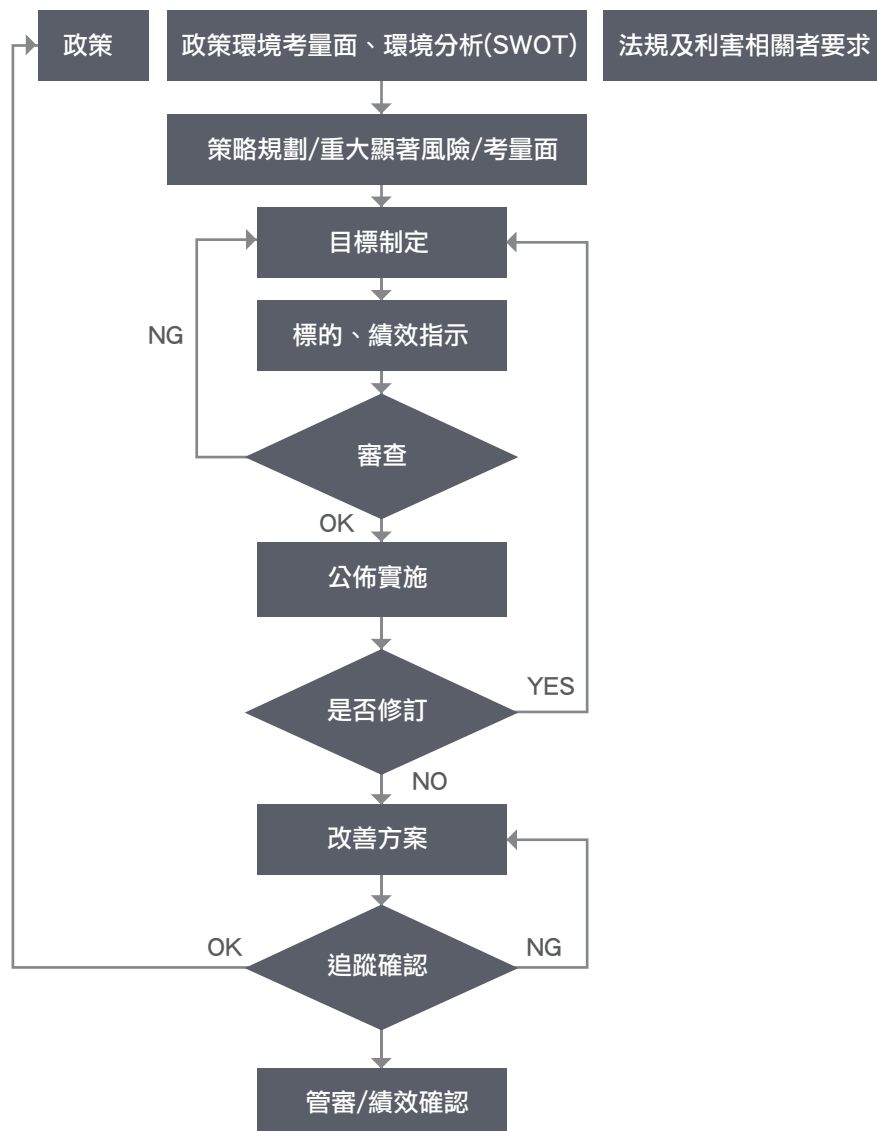 政策
政策環境考量面、環境分析(SWOT)
法規及利害相關者要求
策略規劃/重大顯著風險/考量面
目標制定
NG
標的、績效指示
審查
OK
公佈實施
YES
是否修訂
NO
改善方案
OK
追蹤確認
NG
管審/績效確認